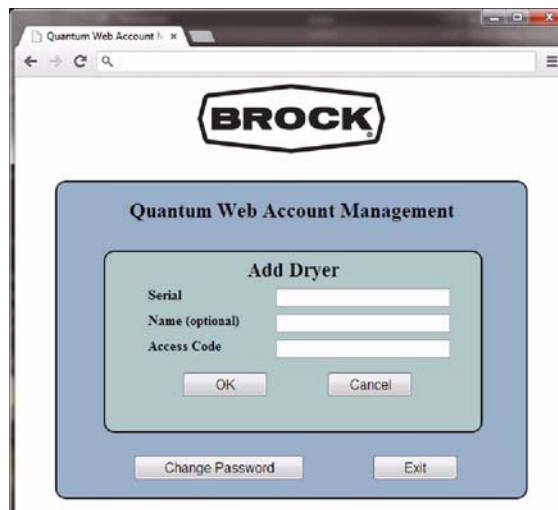 Quantum Web Account M
BROCK
Quantum Web Account Management
Add Dryer
Serial
Name (optional)
Access Code
OK Cancel
Change Password Exit